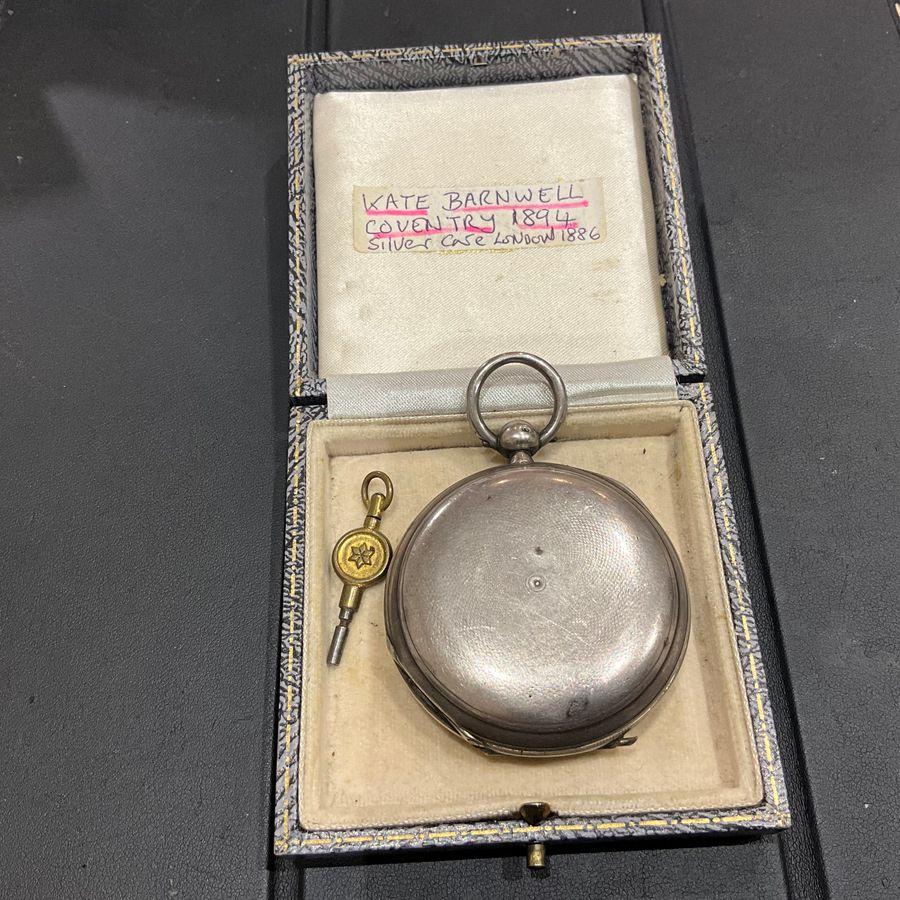 KATE BARNWELL
COVENTRY 1894
Silver Case LONDON 1886